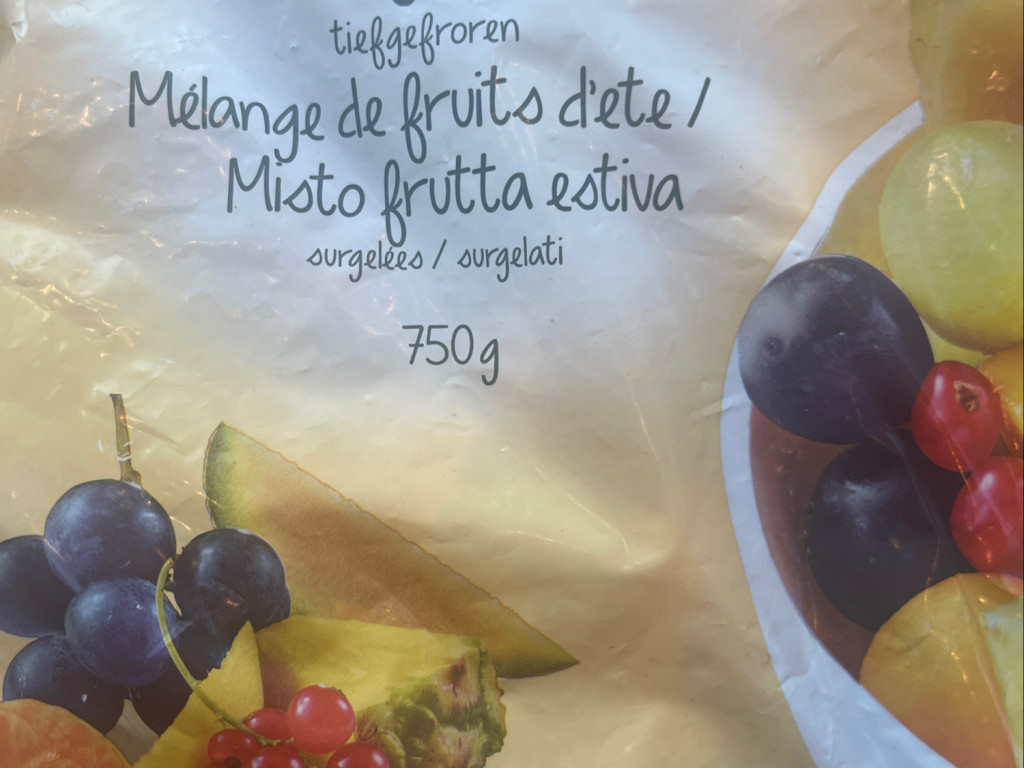 tiefgefroren
Mélange de fruits d'ete /
Misto frutta estiva
surgelées / surgelati
750g